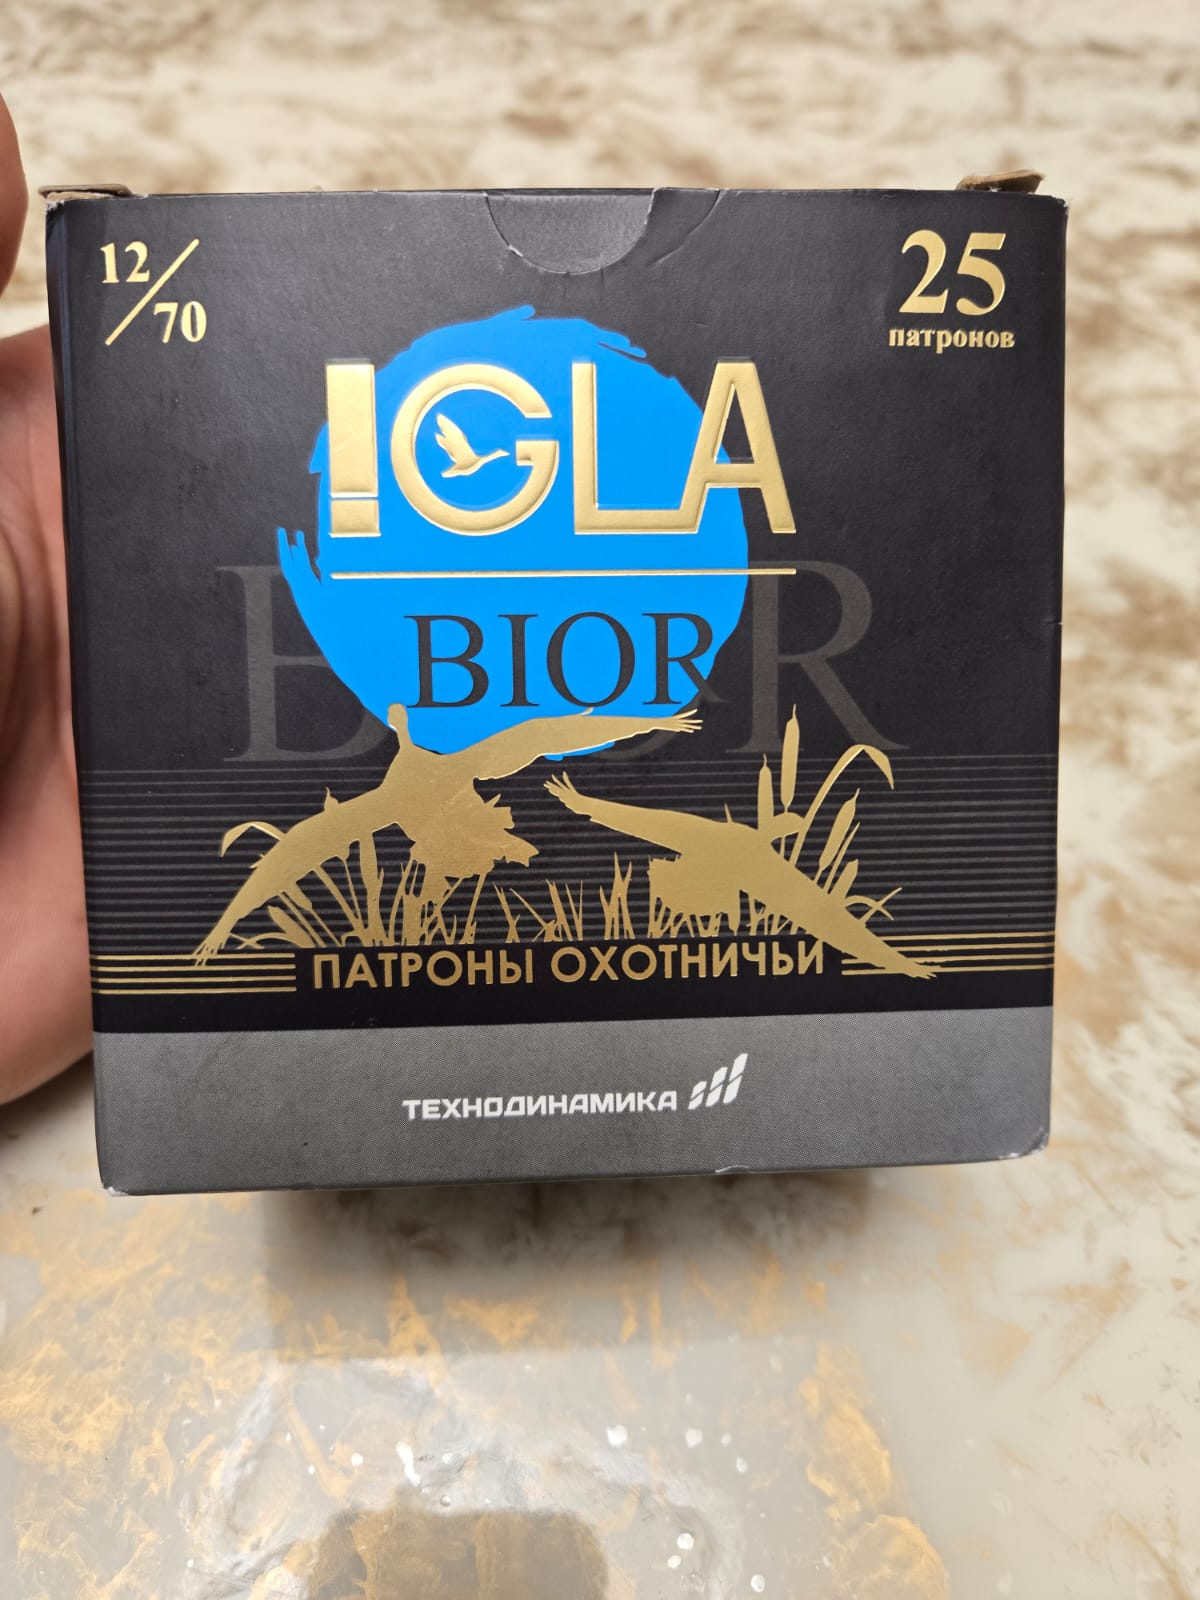 12/70
25
патронов
IGLA
BIOR
BIOR
ПАТРОНЫ ОХОТНИЧЬИ
ТЕХНОДИНАМИКА